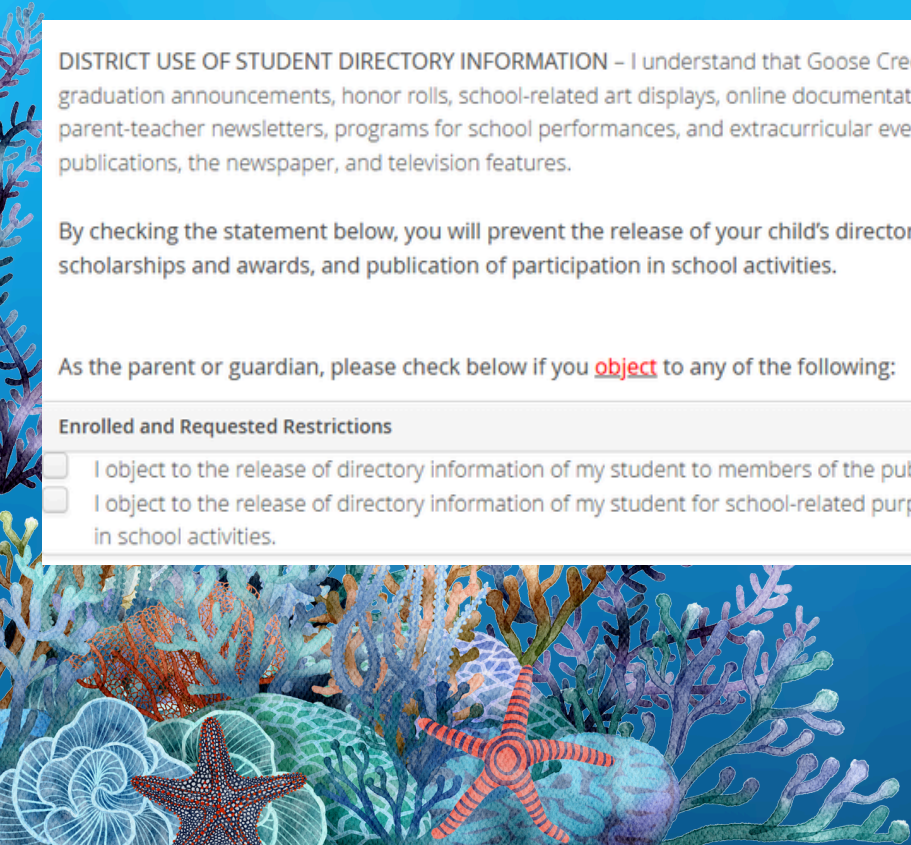 DISTRICT USE OF STUDENT DIRECTORY INFORMATION – I understand that Goose
graduation announcements, honor rolls, school-related art displays, online
parent-teacher newsletters, programs for school performances, and extracurricular
publications, the newspaper, and television features.
By checking the statement below, you will prevent the release of your child's
scholarships and awards, and publication of participation in school activities.
As the parent or guardian, please check below if you object to any of the following:
Enrolled and Requested Restrictions
I object to the release of directory information of my student to members of the
I object to the release of directory information of my student for school-related
in school activities.